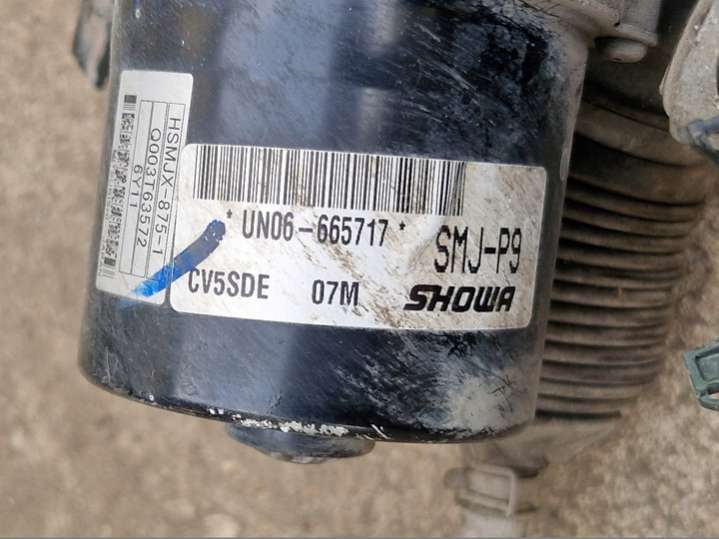 HSMJX-875-1
Q003T63572
6Y11
*UN06-665717*
SMJ-P9
CV5SDE 07M SHOWA